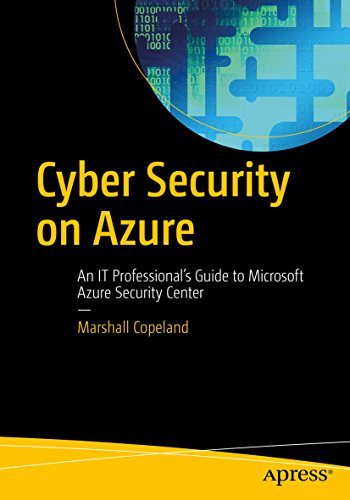 Cyber Security
on Azure
An IT Professional's Guide to Microsoft
Azure Security Center
—
Marshall Copeland
Apress®